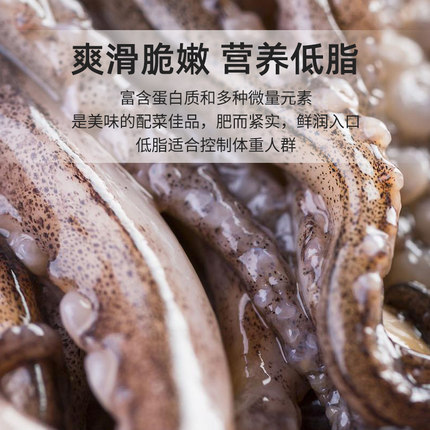 爽滑脆嫩 营养低脂
富含蛋白质和多种微量元素
是美味的配菜佳品，肥而紧实，鲜润入口
低脂适合控制体重人群